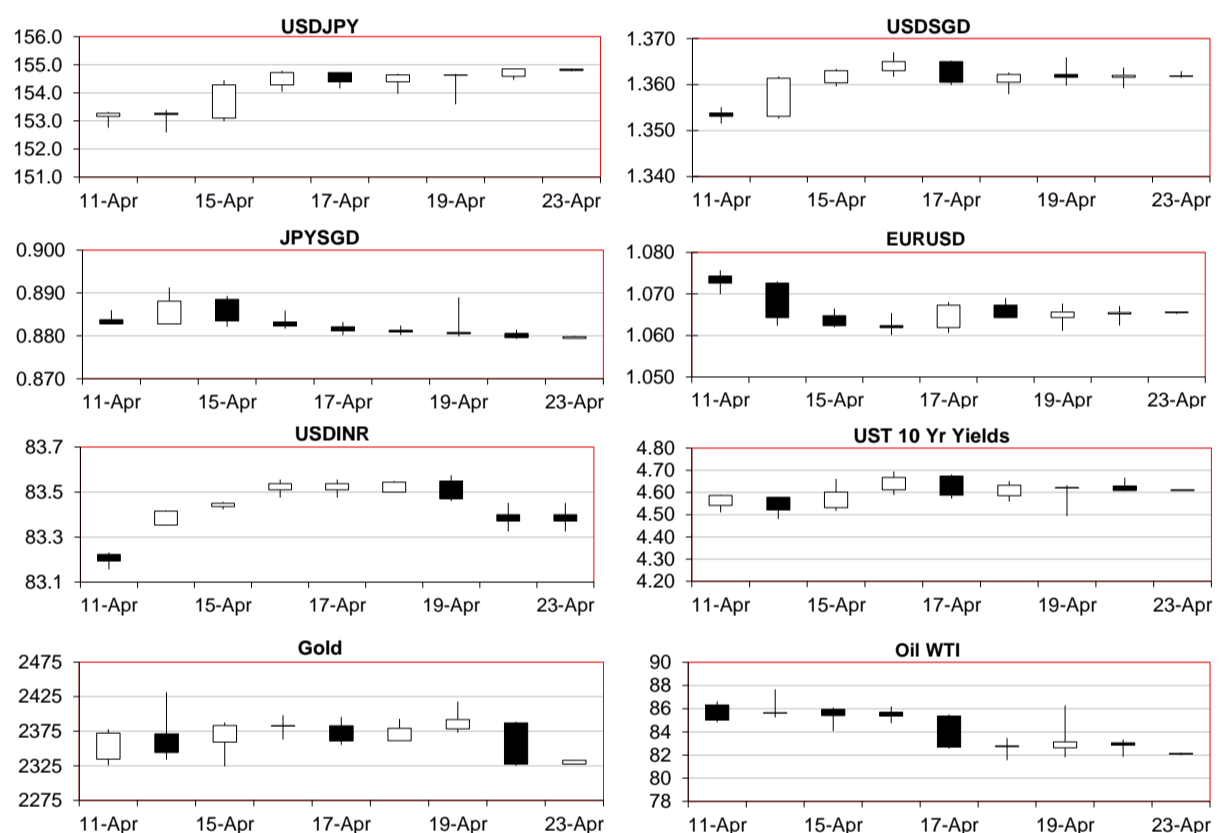 USDJPY
156.0
155.0
154.0
153.0
152.0
151.0
11-Apr 15-Apr 17-Apr 19-Apr 23-Apr
USDSGD
1.370
1.360
1.350
1.340
11-Apr 15-Apr 17-Apr 19-Apr 23-Apr
JPYSGD
0.900
0.890
0.880
0.870
11-Apr 15-Apr 17-Apr 19-Apr 23-Apr
EURUSD
1.080
1.070
1.060
1.050
11-Apr 15-Apr 17-Apr 19-Apr 23-Apr
USDINR
83.7
83.5
83.3
83.1
11-Apr 15-Apr 17-Apr 19-Apr 23-Apr
UST 10 Yr Yields
4.80
4.70
4.60
4.50
4.40
4.30
4.20
11-Apr 15-Apr 17-Apr 19-Apr 23-Apr
Gold
2475
2425
2375
2325
2275
11-Apr 15-Apr 17-Apr 19-Apr 23-Apr
Oil WTI
90
88
86
84
82
80
78
11-Apr 15-Apr 17-Apr 19-Apr 23-Apr